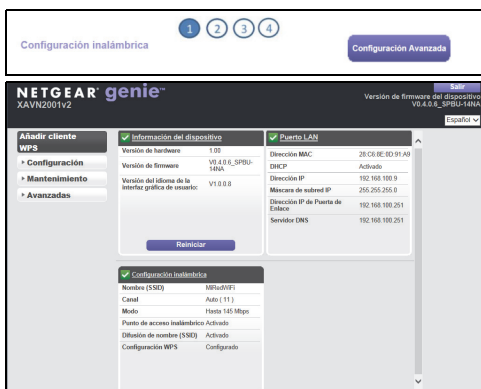 1 2 3 4
Configuración inalámbrica
Configuración Avanzada
NETGEAR® genie™
XAVN2001v2
Salir
Versión de firmware del dispositivo
V0.4.0.6_SPBU-14NA
Español
Añadir cliente
WPS
Configuración
Mantenimiento
Avanzadas
Información del dispositivo
Versión de hardware 1.00
Versión de firmware V0.4.0.6_SPBU-
14NA
Versión del idioma de la
interfaz gráfica de usuario: V1.0.0.8
Reiniciar
Puerto LAN
Dirección MAC 28:C6:8E:0D:91:A9
DHCP Activado
Dirección IP 192.168.100.9
Máscara de subred IP 255.255.255.0
Dirección IP de Puerta de
Enlace 192.168.100.251
Servidor DNS 192.168.100.251
Configuración inalámbrica
Nombre (SSID) MiRedWiFi
Canal Auto ( 11 )
Modo Hasta 145 Mbps
Punto de acceso inalámbrico Activado
Difusión de nombre (SSID) Activado
Configuración WPS Configurado